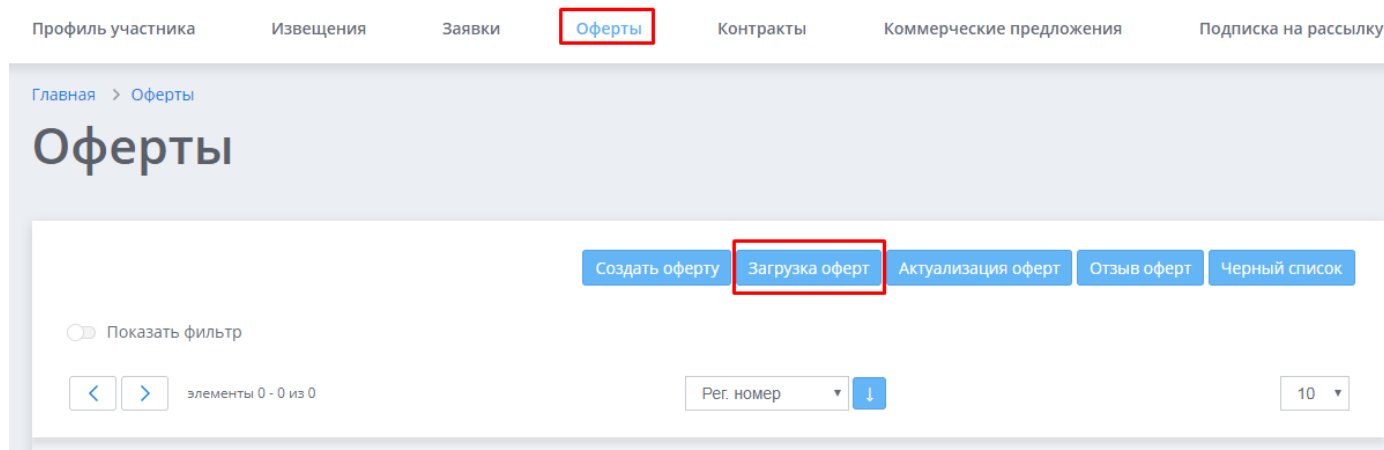 Профиль участника Извещения Заявки Оферты Контракты Коммерческие предложения Подписка на рассылку
Главная > Оферты
Оферты
Создать оферту Загрузка оферт Актуализация оферт Отзыв оферт Черный список
Показать фильтр
элементы 0 - 0 из 0 Рег. номер 10